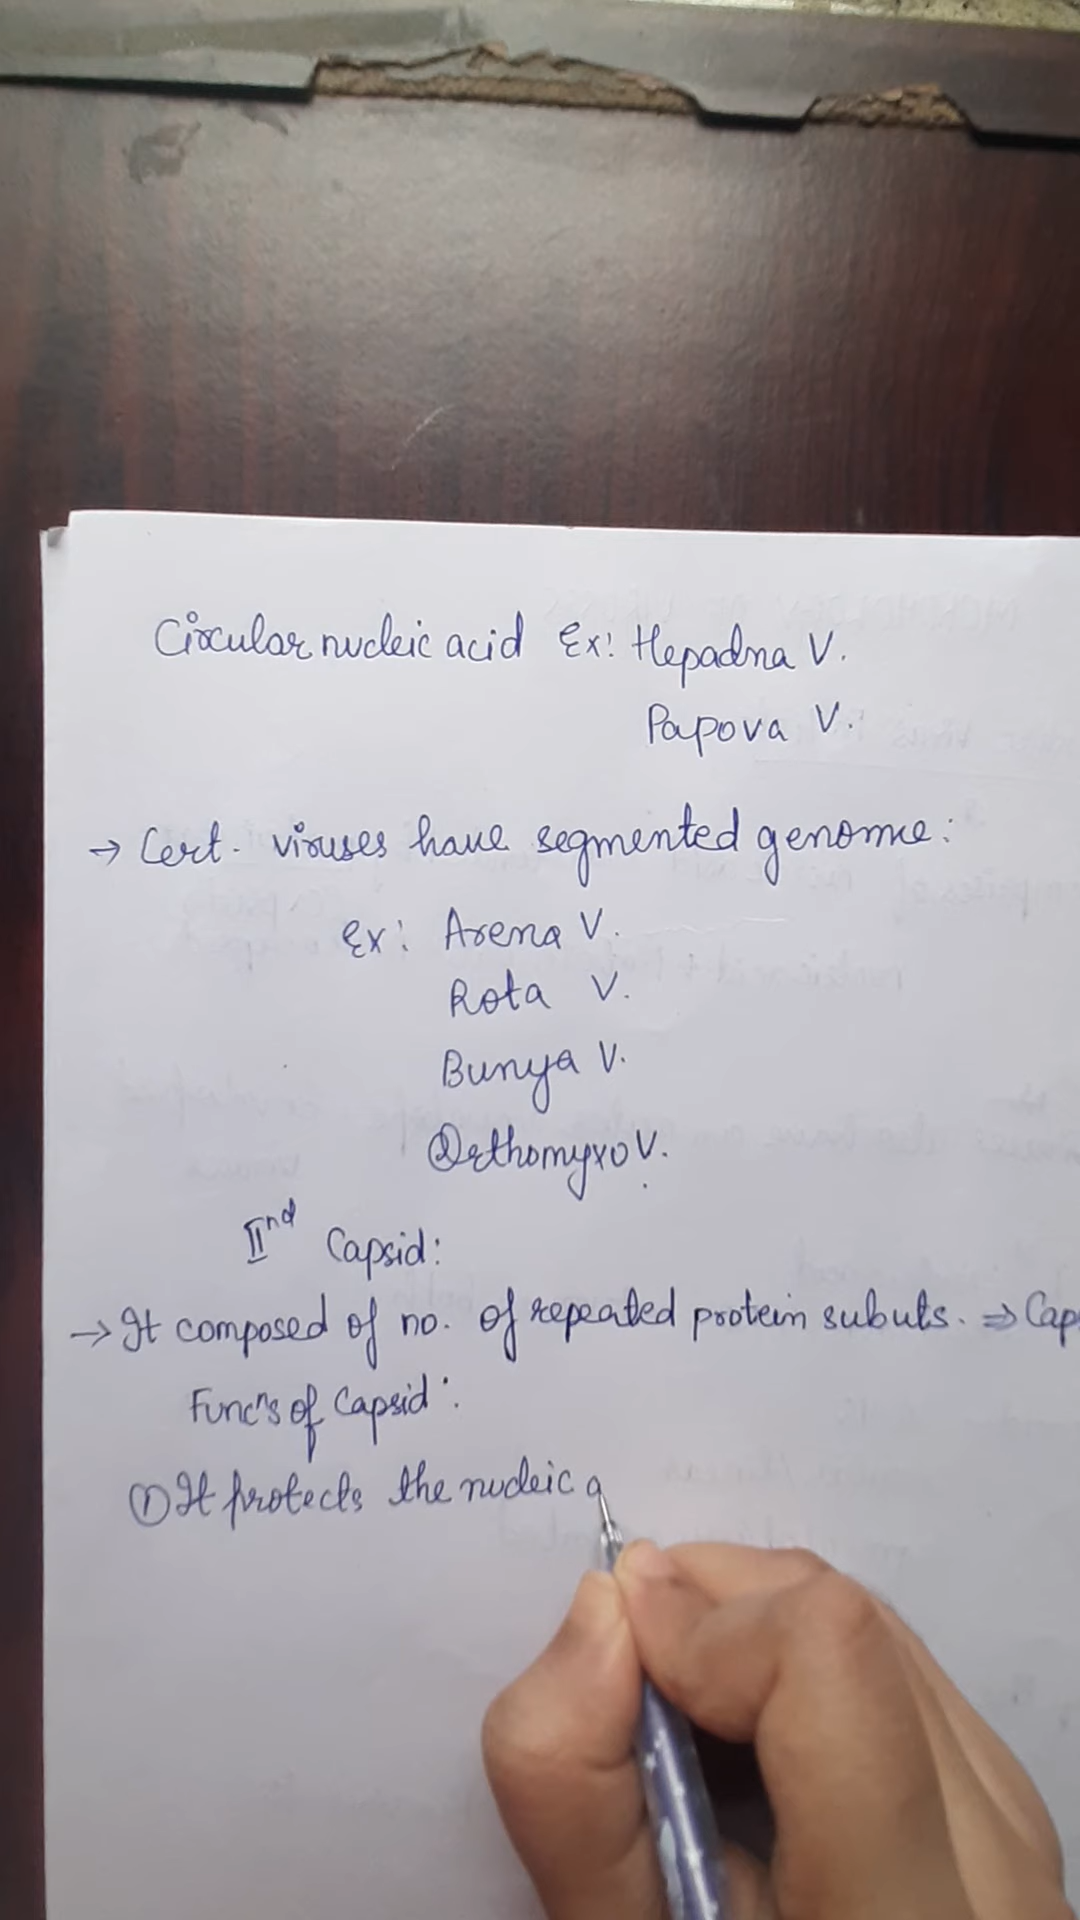 Circular nucleic acid Ex: Hepadna V.
Papova V.
→ Cert. viruses have segmented genome:
Ex: Arena V.
Rota V.
Bunya V.
Orthomyxo V.
IInd Capsid:
→ It composed of no. of repeated protein subuts. ⇒ Cap
Func's of Capsid:
① It protects the nucleic a